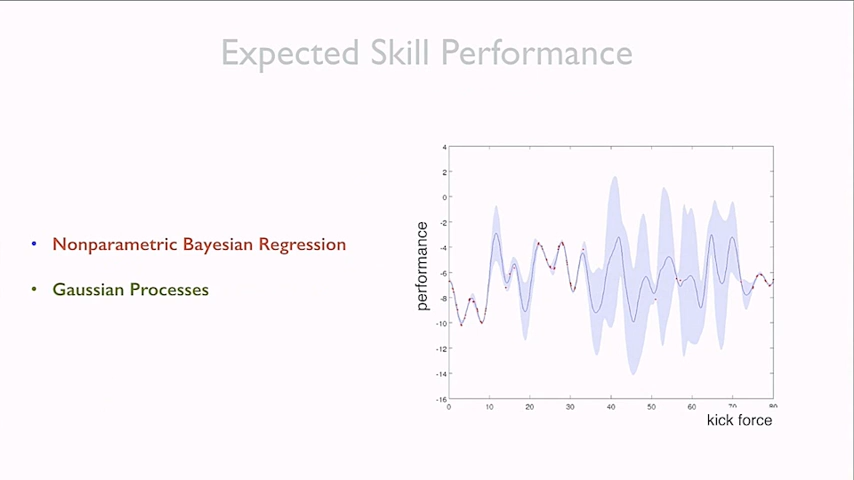 Expected Skill Performance
• Nonparametric Bayesian Regression
• Gaussian Processes
performance
4
2
0
-2
-4
-6
-8
-10
-12
-14
-16
0 10 20 30 40 50 60 70 80
kick force